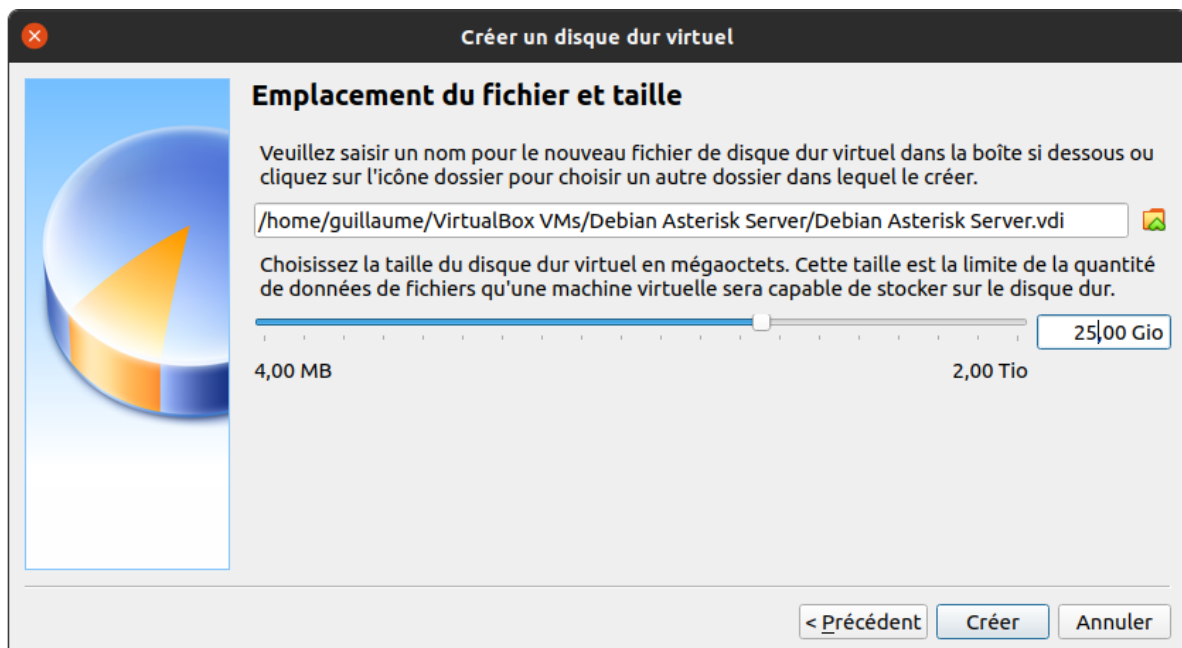 Créer un disque dur virtuel
Emplacement du fichier et taille
Veuillez saisir un nom pour le nouveau fichier de disque dur virtuel dans la boîte si dessous ou
cliquez sur l'icône dossier pour choisir un autre dossier dans lequel le créer.
/home/guillaume/VirtualBox VMs/Debian Asterisk Server/Debian Asterisk Server.vdi
Choisissez la taille du disque dur virtuel en mégaoctets. Cette taille est la limite de la quantité
de données de fichiers qu'une machine virtuelle sera capable de stocker sur le disque dur.
25,00 Gio
4,00 MB 2,00 Tio
< Précédent Créer Annuler